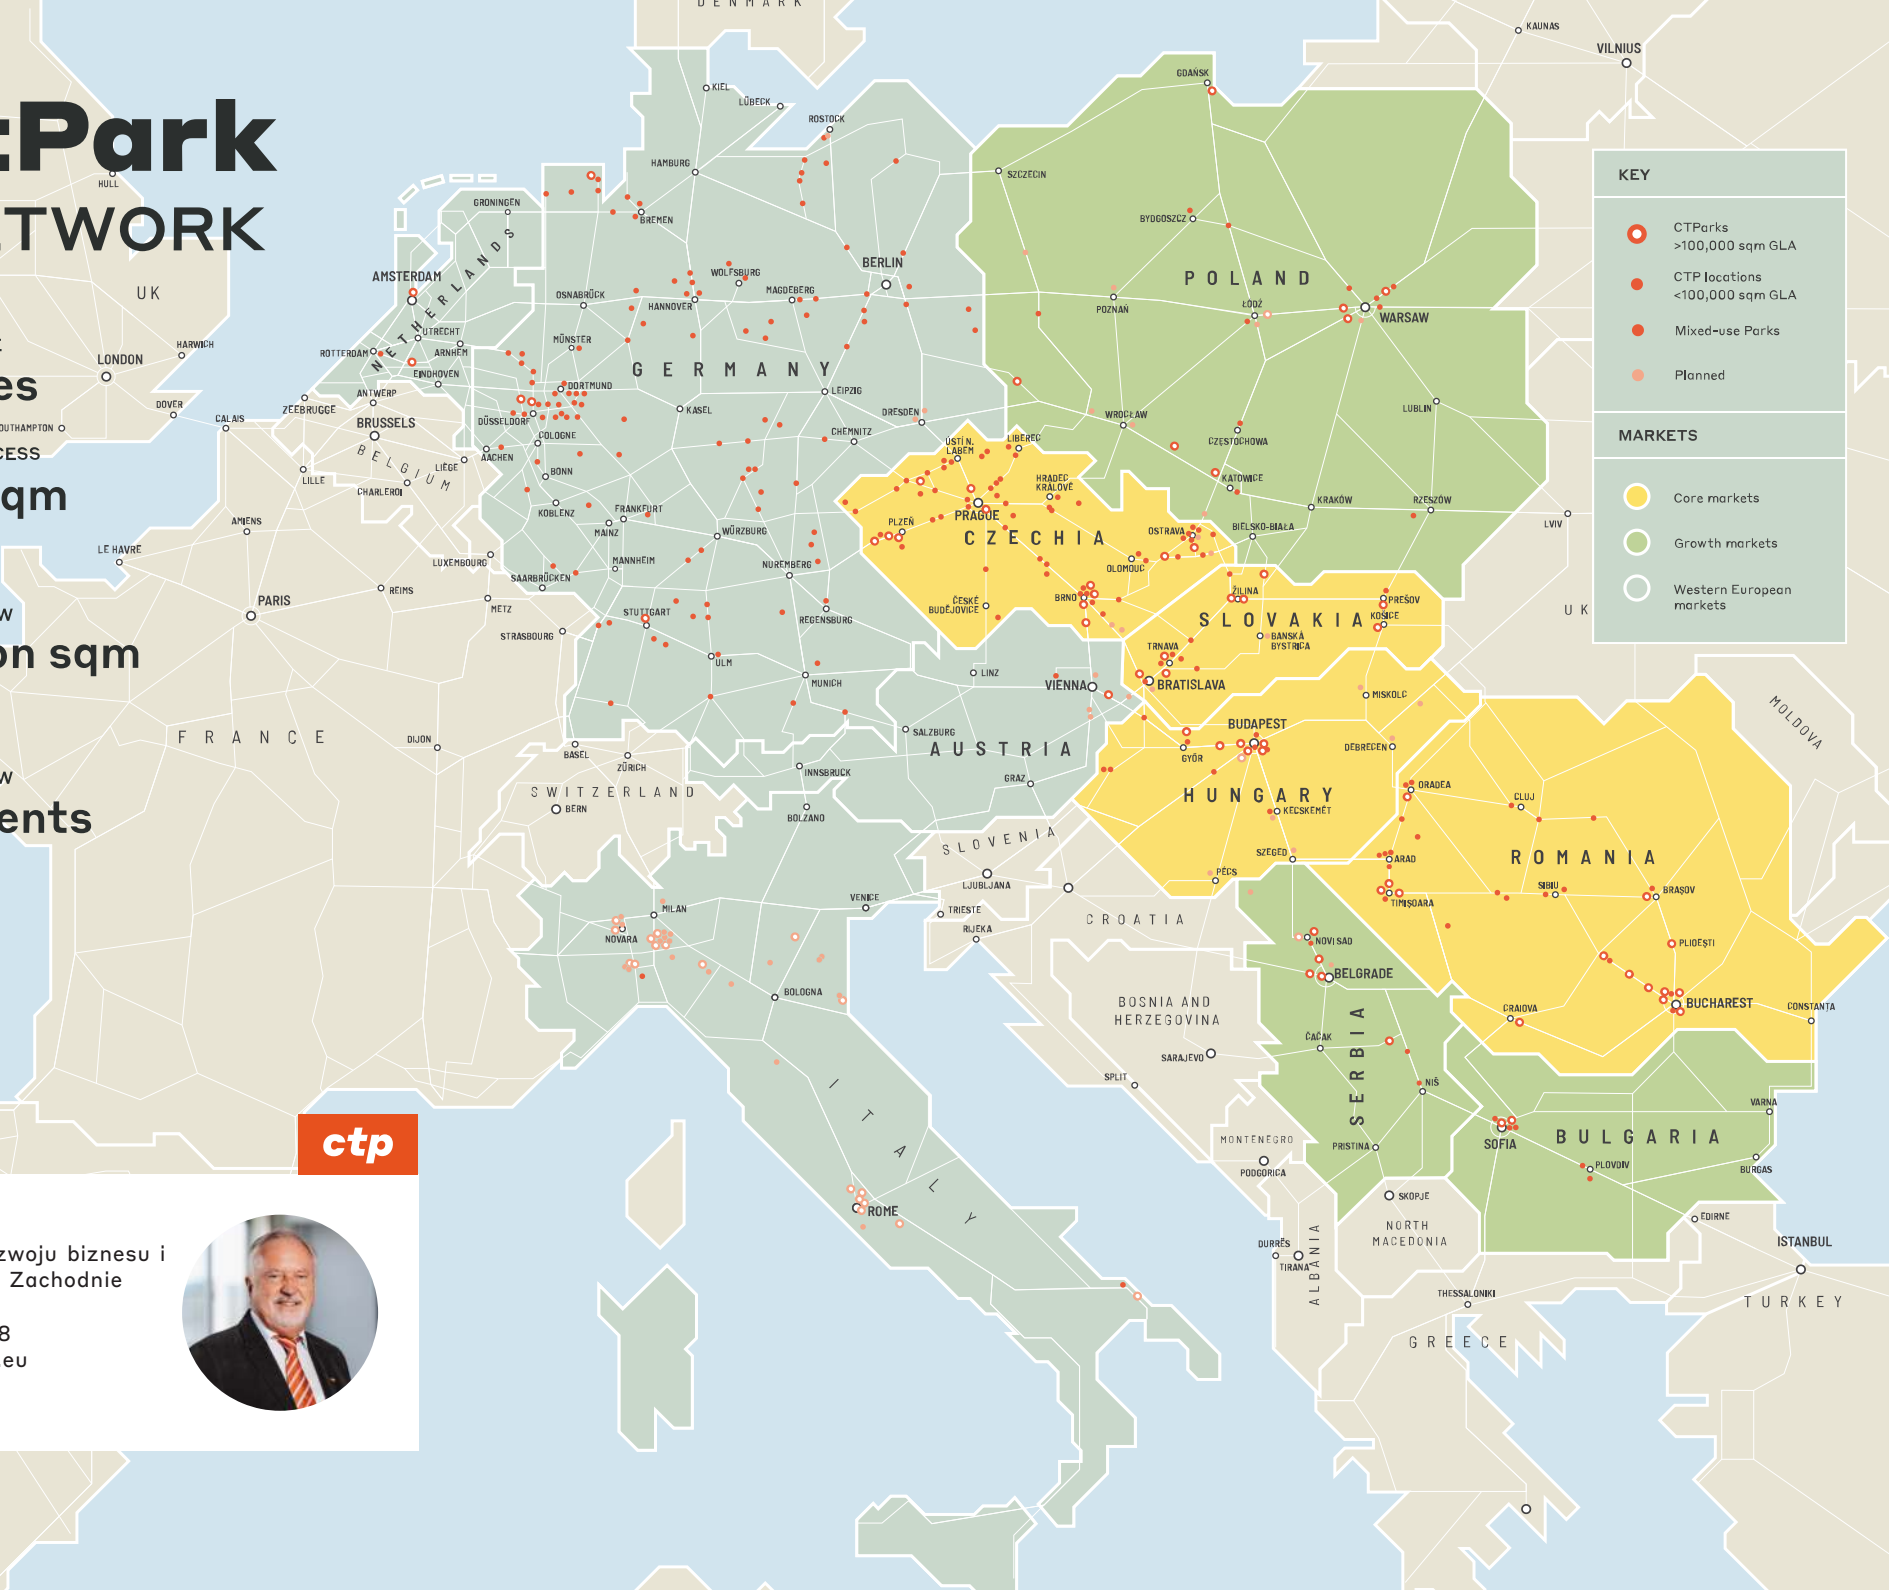 tPark
TWORK
es
CESS
qm
w
on sqm
w
ents
ctp
zwoju biznesu i
Zachodnie
8
.eu
KEY
CTParks
>100,000 sqm GLA
CTP locations
<100,000 sqm GLA
Mixed-use Parks
Planned
MARKETS
Core markets
Growth markets
Western European
markets
DENMARK
KAUNAS
VILNIUS
GDAŃSK
KIEL
LÜBECK
ROSTOCK
HAMBURG
SZCZECIN
HULL
GRONINGEN
BREMEN
BYDGOSZCZ
AMSTERDAM
NETHERLANDS
WOLFSBURG
BERLIN
POLAND
UK
OSNABRÜCK
HANNOVER
MAGDEBERG
POZNAŃ
ŁÓDŹ
WARSAW
UTRECHT
HARWICH
ROTTERDAM
ARNHEM
MÜNSTER
LONDON
EINDHOVEN
GERMANY
DORTMUND
LEIPZIG
ANTWERP
DOVER
ZEEBRUGGE
KASEL
DRESDEN
WROCŁAW
LUBLIN
OUTHAMPTON
CALAIS
BRUSSELS
DÜSSELDORF
COLOGNE
CHEMNITZ
CZĘSTOCHOWA
BELGIUM
AACHEN
LIÈGE
ÚSTÍ N.
LABEM
LIBEREC
LILLE
CHARLEROI
BONN
HRADEC
KRÁLOVÉ
KATOWICE
KRAKÓW
RZESZÓW
KOBLENZ
FRANKFURT
MAINZ
PRAGUE
LVIV
AMIENS
PLZEŇ
WÜRZBURG
CZECHIA
OSTRAVA
BIELSKO-BIAŁA
LE HAVRE
LUXEMBOURG
MANNHEIM
NUREMBERG
OLOMOUC
SAARBRÜCKEN
REIMS
PARIS
METZ
STUTTGART
REGENSBURG
ČESKÉ
BUDĚJOVICE
BRNO
ŽILINA
PREŠOV
KOŠICE
SLOVAKIA
UK
STRASBOURG
BANSKÁ
BYSTRICA
TRNAVA
ULM
MUNICH
LINZ
VIENNA
BRATISLAVA
MISKOLC
MOLDOVA
FRANCE
DIJON
SALZBURG
AUSTRIA
BUDAPEST
DEBRECEN
GYŐR
BASEL
ZÜRICH
INNSBRUCK
GRAZ
ORADEA
SWITZERLAND
HUNGARY
CLUJ
BERN
BOLZANO
KECSKEMÉT
SLOVENIA
SZEGED
ARAD
ROMANIA
PÉCS
LJUBLJANA
SIBIU
BRAȘOV
VENICE
MILAN
TIMIȘOARA
TRIESTE
CROATIA
NOVARA
RIJEKA
NOVI SAD
PLOEȘTI
BELGRADE
BOLOGNA
BOSNIA AND
HERZEGOVINA
BUCHAREST
CRAIOVA
CONSTANȚA
ČAČAK
SERBIA
SARAJEVO
SPLIT
NIŠ
ITALY
VARNA
SOFIA
BULGARIA
MONTENEGRO
PRISTINA
PODGORICA
PLOVDIV
BURGAS
SKOPJE
ROME
NORTH
MACEDONIA
EDIRNE
DURRËS
TIRANA
ALBANIA
ISTANBUL
THESSALONIKI
TURKEY
GREECE